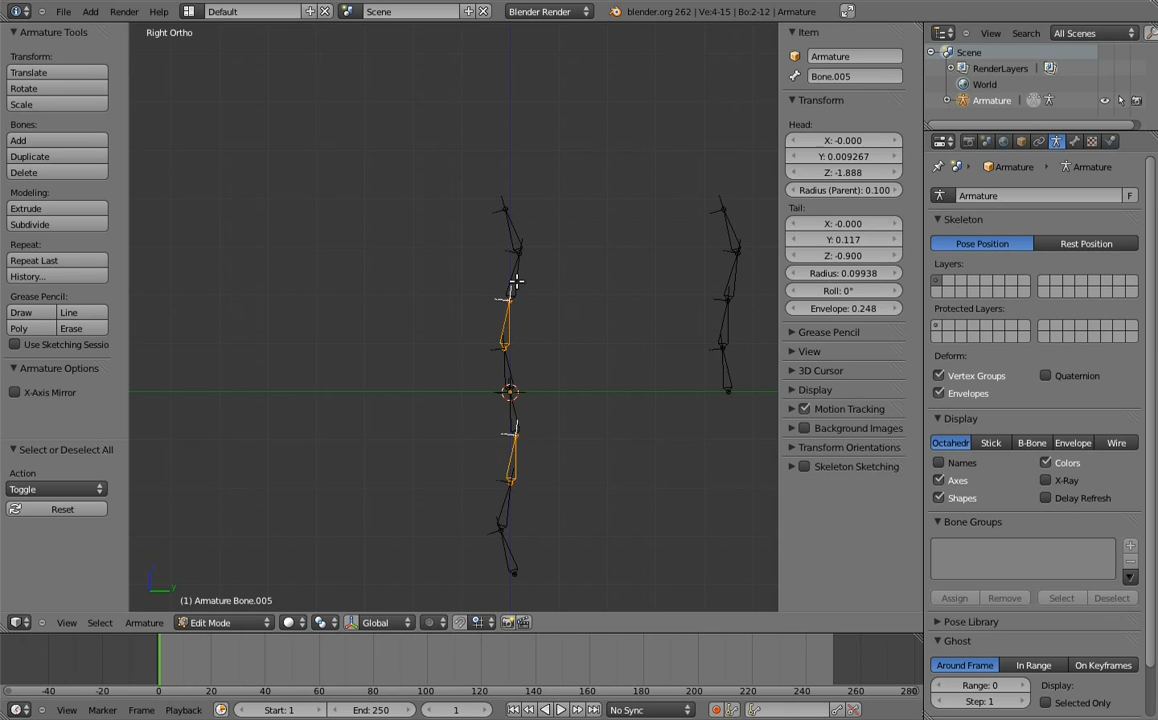 File Add Render Help Default Scene Blender Render blender.org 262 | Ve:4-15 | Bo:2-12 | Armature
Armature Tools
Transform:
Translate
Rotate
Scale
Bones:
Add
Duplicate
Delete
Modeling:
Extrude
Subdivide
Repeat:
Repeat Last
History...
Grease Pencil:
Draw Line
Poly Erase
Use Sketching Sessio
Armature Options
X-Axis Mirror
Select or Deselect All
Action
Toggle
Reset
Right Ortho
z
y
(1) Armature Bone.005
View Select Armature Edit Mode Global
Item
Armature
Bone.005
Transform
Head:
X: -0.000
Y: 0.009267
Z: -1.888
Radius (Parent): 0.100
Tail:
X: -0.000
Y: 0.117
Z: -0.900
Radius: 0.09938
Roll: 0°
Envelope: 0.248
Grease Pencil
View
3D Cursor
Display
Motion Tracking
Background Images
Transform Orientations
Skeleton Sketching
View Search All Scenes
Scene
RenderLayers
World
Armature
Armature Armature
Armature F
Skeleton
Pose Position Rest Position
Layers:
Protected Layers:
Deform:
Vertex Groups Quaternion
Envelopes
Display
Octahedr Stick B-Bone Envelope Wire
Names Colors
Axes X-Ray
Shapes Delay Refresh
Bone Groups
Assign Remove Select Deselect
Pose Library
Ghost
Around Frame In Range On Keyframes
Range: 0 Display:
Step: 1 Selected Only
-40 -20 0 20 40 60 80 100 120 140 160 180 200 220 240 260 280
View Marker Frame Playback Start: 1 End: 250 1 No Sync